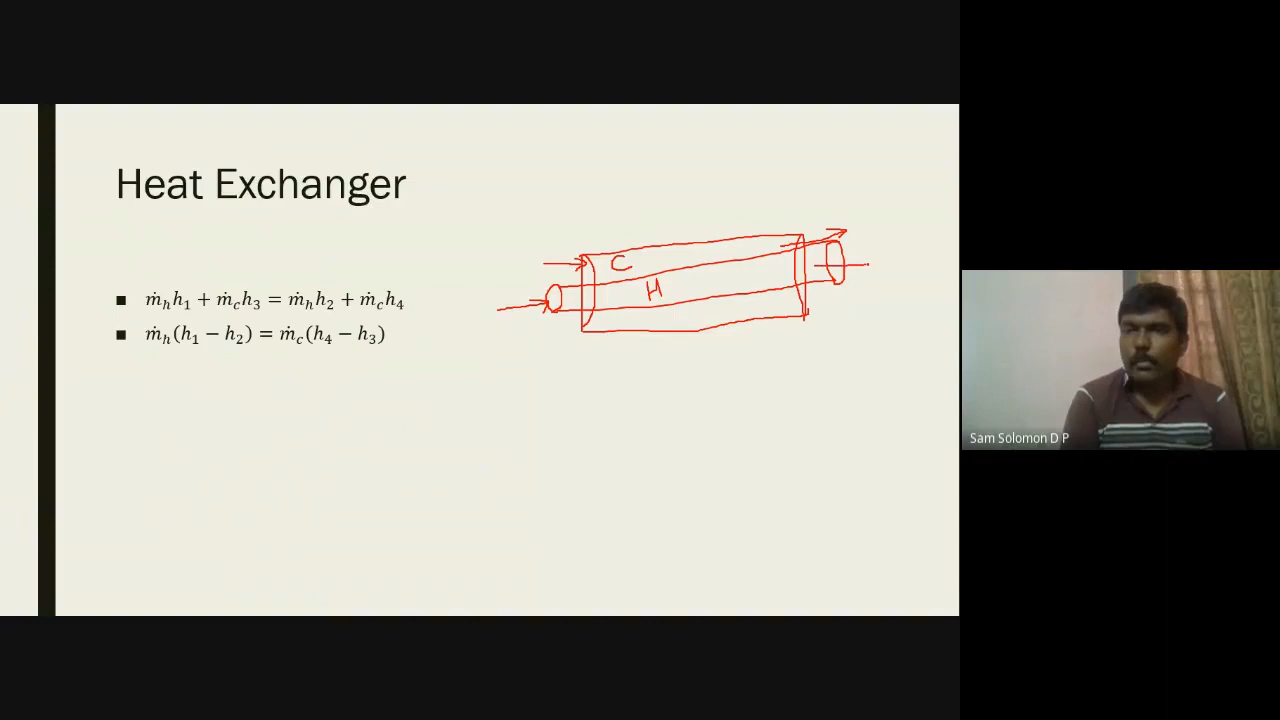 Heat Exchanger
C
H
■ ṁₕh₁ + ṁ꜀h₃ = ṁₕh₂ + ṁ꜀h₄
■ ṁₕ(h₁ − h₂) = ṁ꜀(h₄ − h₃)
Sam Solomon D P